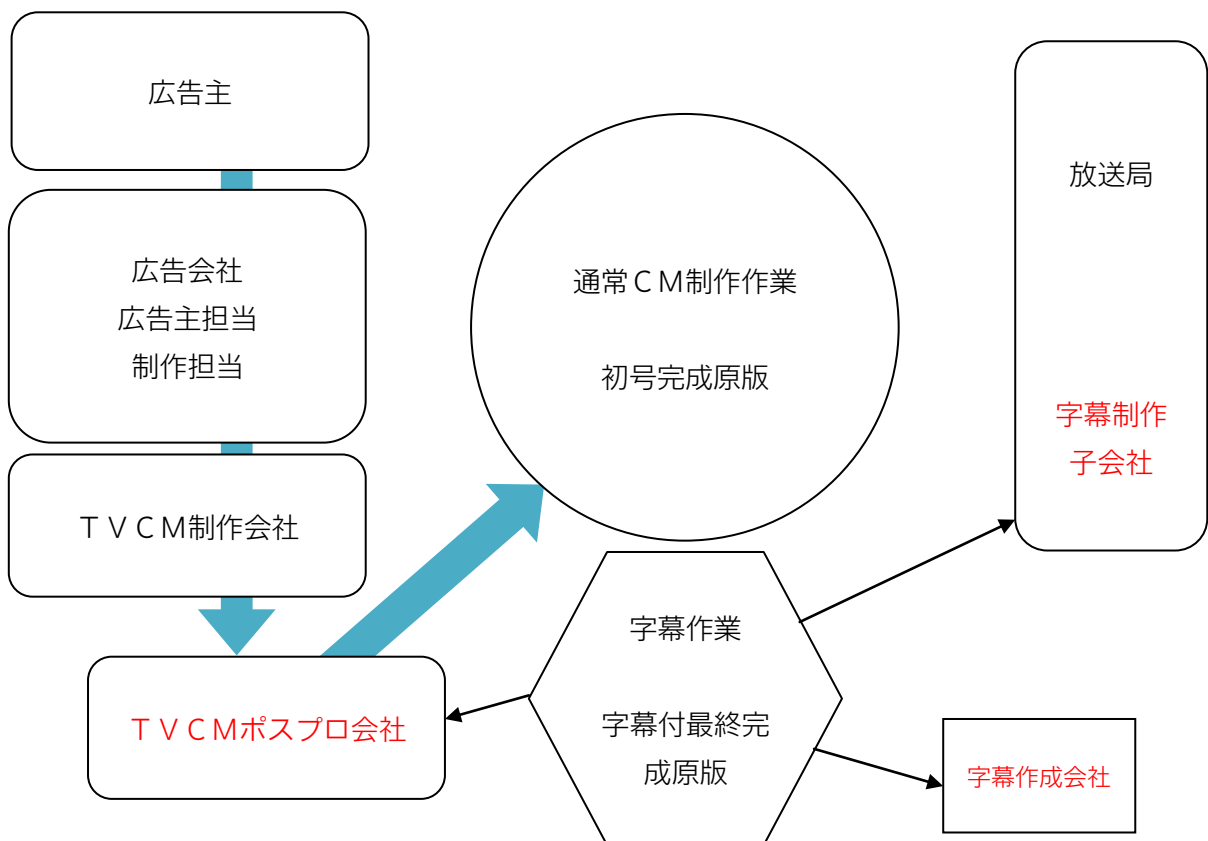 広告主
広告会社
広告主担当
制作担当
ＴＶＣＭ制作会社
ＴＶＣＭポスプロ会社
通常ＣＭ制作作業
初号完成原版
字幕作業
字幕付最終完
成原版
放送局
字幕制作
子会社
字幕作成会社